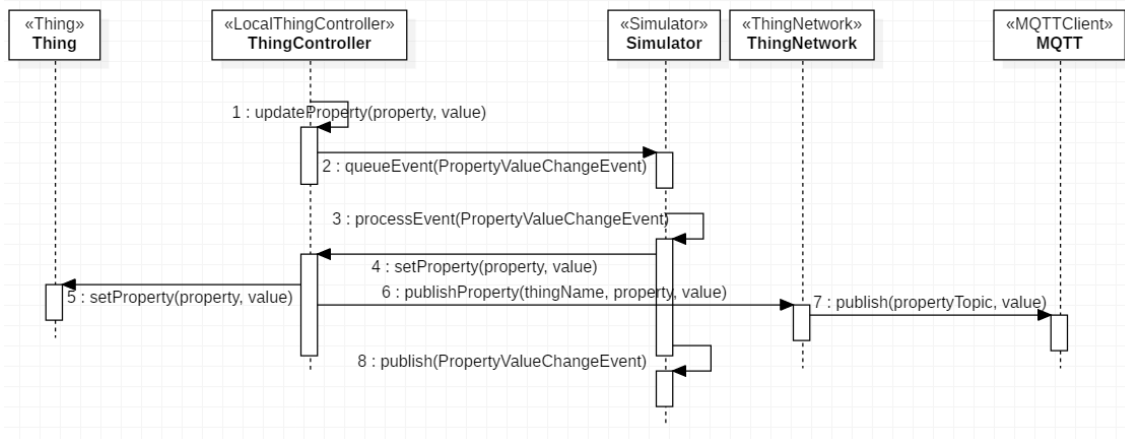 «Thing»
Thing
«LocalThingController»
ThingController
«Simulator»
Simulator
«ThingNetwork»
ThingNetwork
«MQTTClient»
MQTT
1 : updateProperty(property, value)
2 : queueEvent(PropertyValueChangeEvent)
3 : processEvent(PropertyValueChangeEvent)
4 : setProperty(property, value)
5 : setProperty(property, value)
6 : publishProperty(thingName, property, value)
7 : publish(propertyTopic, value)
8 : publish(PropertyValueChangeEvent)